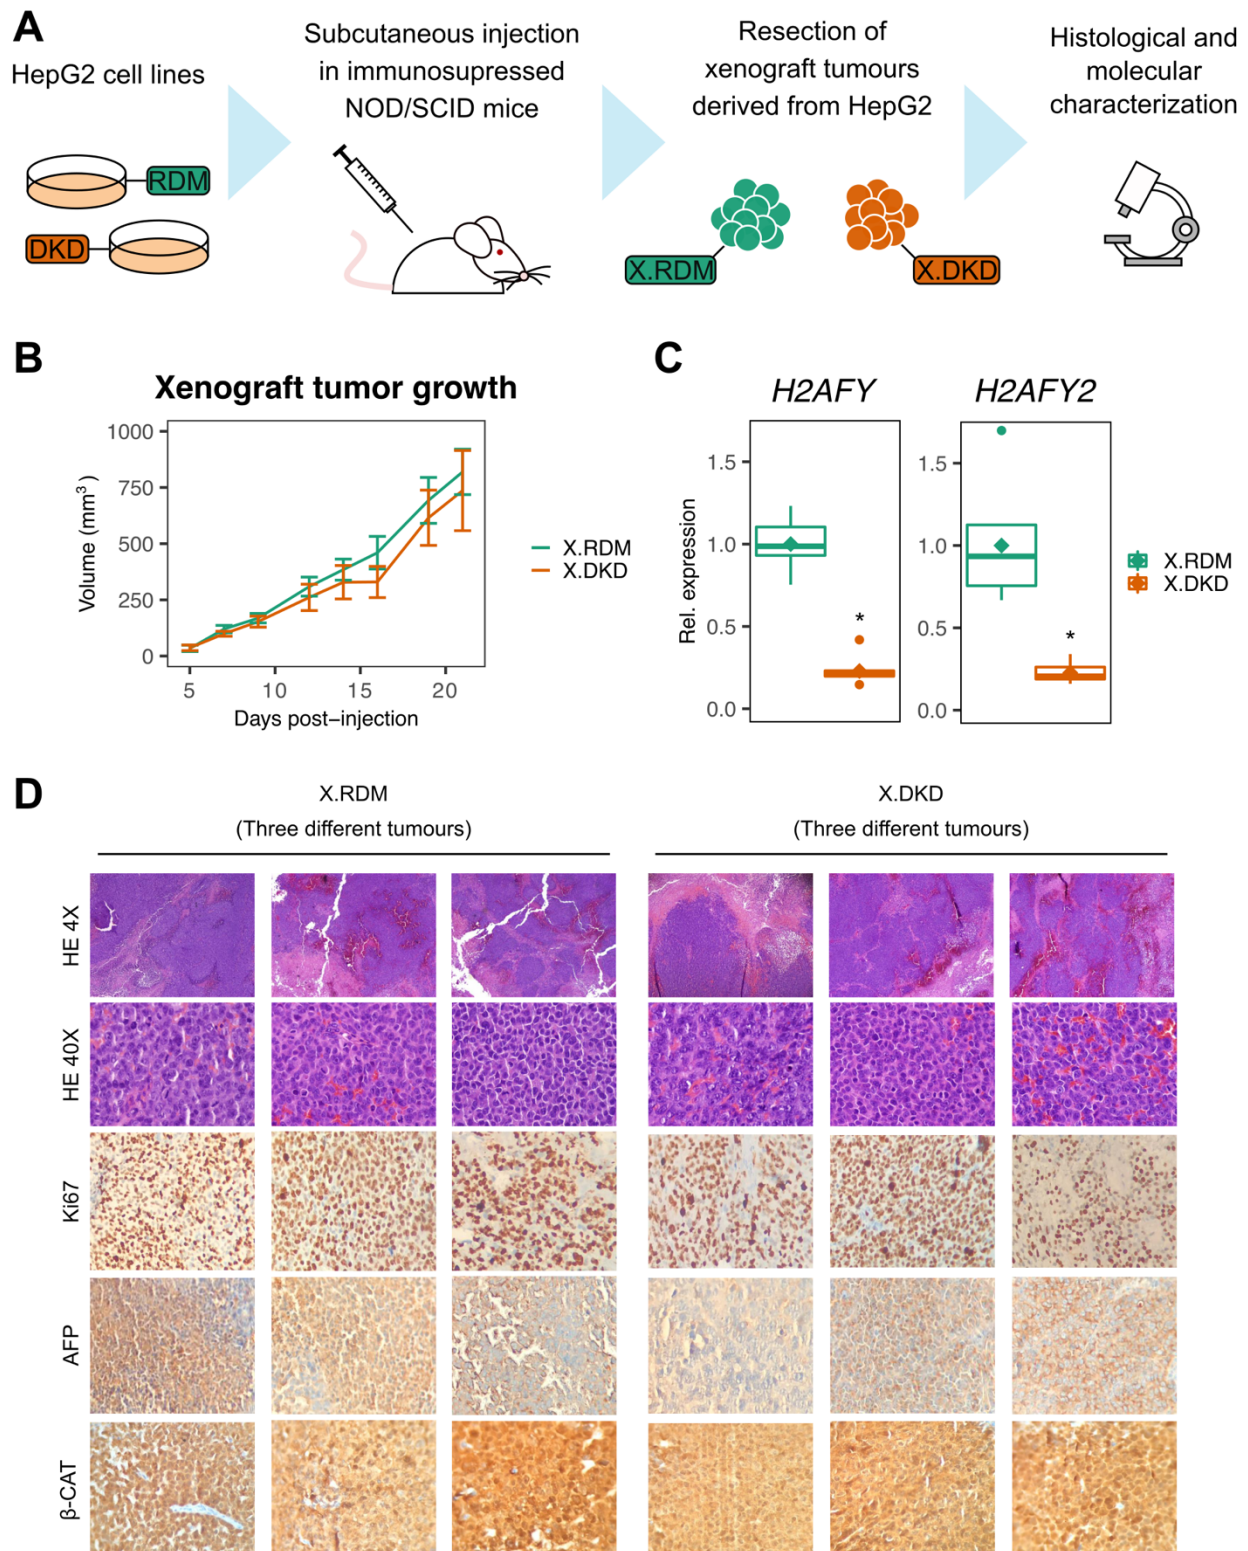 A
HepG2 cell lines
RDM
DKD
Subcutaneous injection
in immunosupressed
NOD/SCID mice
Resection of
xenograft tumours
derived from HepG2
X.RDM
X.DKD
Histological and
molecular
characterization
B
Xenograft tumor growth
Volume (mm³)
1000
750
500
250
0
5 10 15 20
Days post-injection
X.RDM
X.DKD
C
H2AFY
H2AFY2
Rel. expression
1.5
1.0
0.5
0.0
*
1.5
1.0
0.5
0.0
*
X.RDM
X.DKD
D
X.RDM
(Three different tumours)
X.DKD
(Three different tumours)
HE 4X
HE 40X
Ki67
AFP
β-CAT